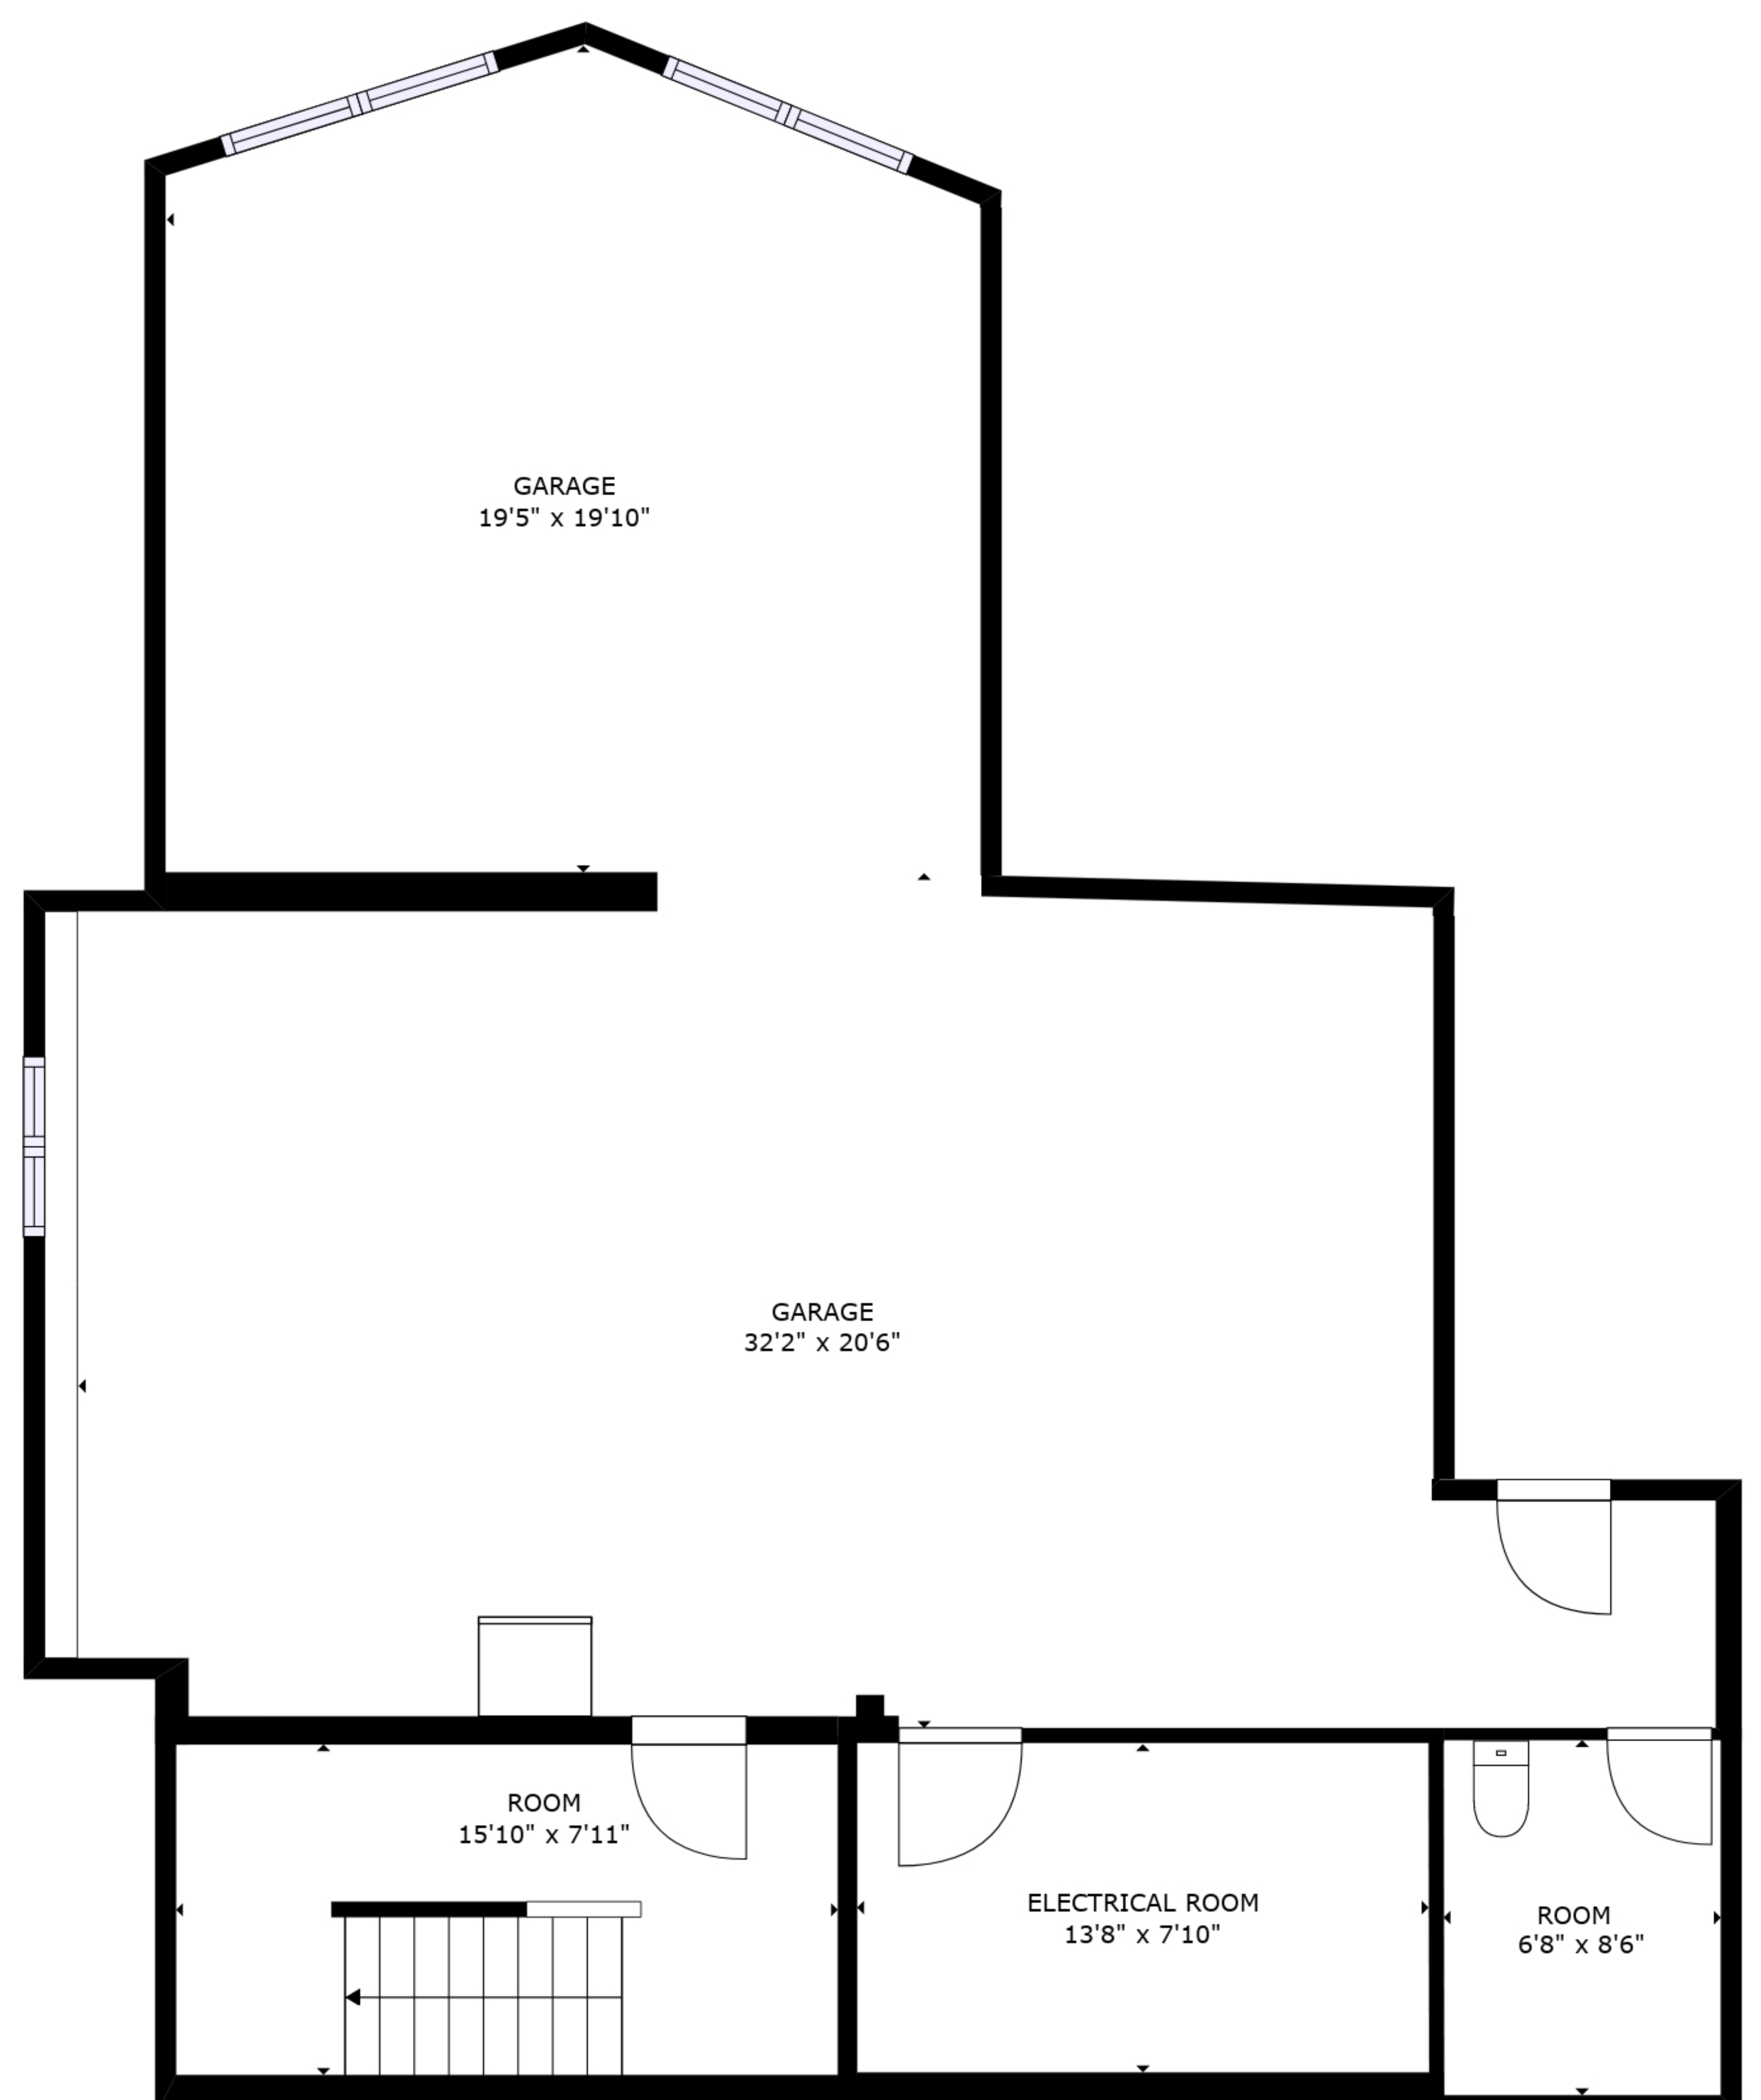 GARAGE
19'5" x 19'10"
GARAGE
32'2" x 20'6"
ROOM
15'10" x 7'11"
ELECTRICAL ROOM
13'8" x 7'10"
ROOM
6'8" x 8'6"